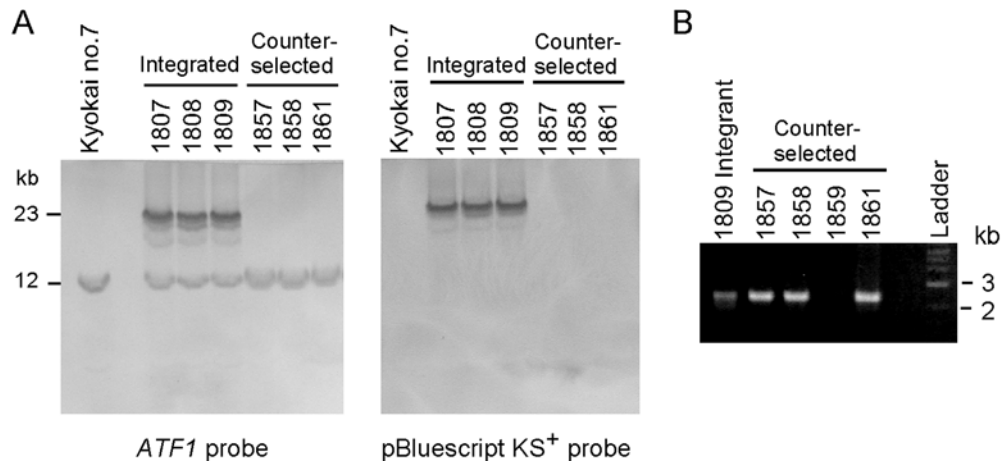 A
Kyokai no.7
Integrated
Counter-
selected
1807
1808
1809
1857
1858
1861
kb
23
12
ATF1 probe
Kyokai no.7
Integrated
Counter-
selected
1807
1808
1809
1857
1858
1861
pBluescript KS+ probe
B
1809 Integrant
Counter-
selected
1857
1858
1859
1861
Ladder
kb
3
2